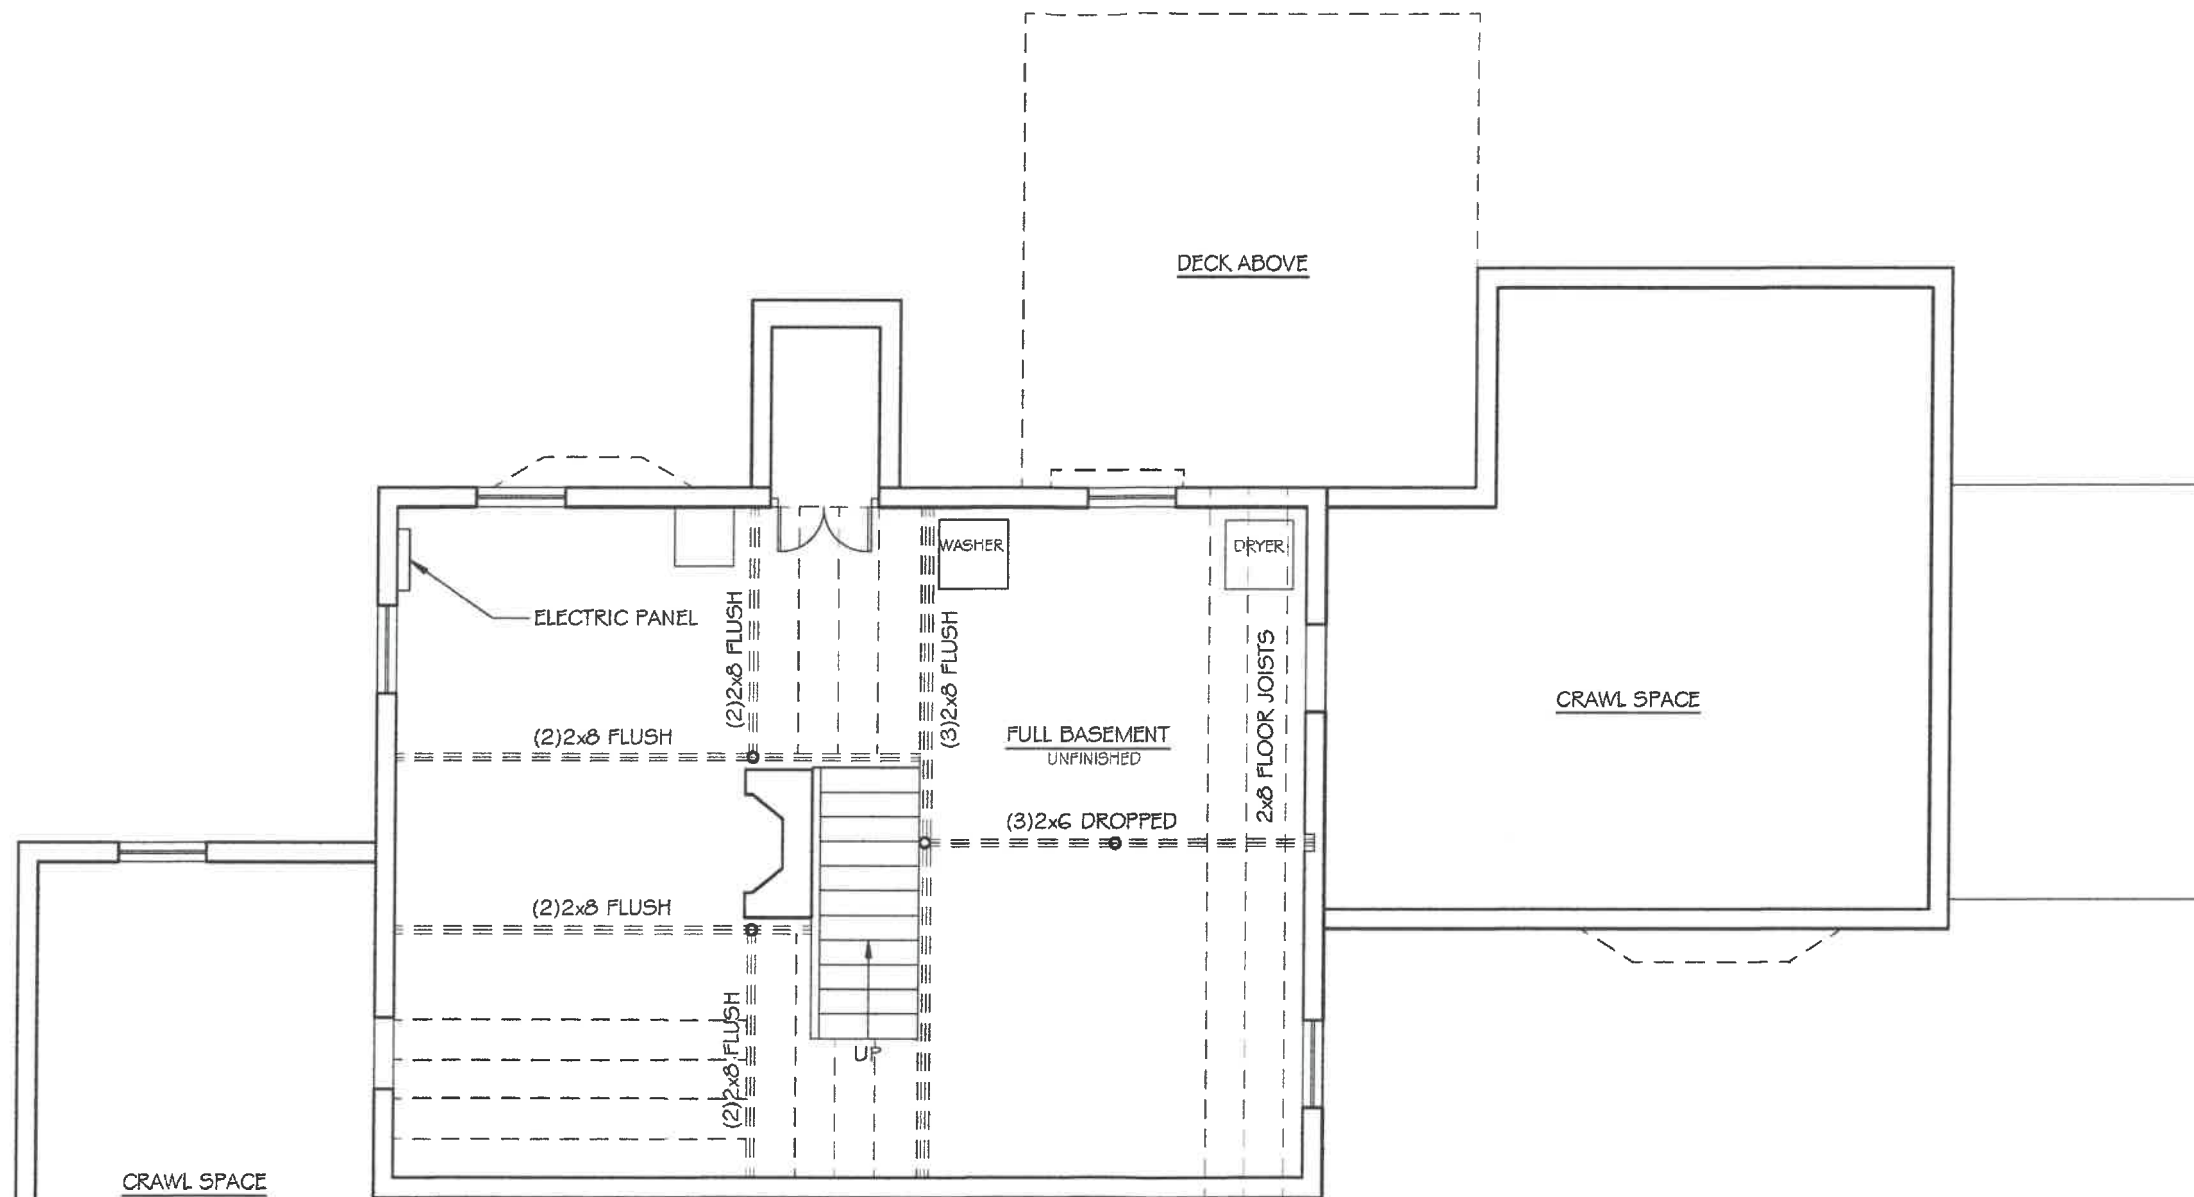 DECK ABOVE
WASHER
DRYER
ELECTRIC PANEL
(2)2x8 FLUSH
(3)2x8 FLUSH
2x8 FLOOR JOISTS
CRAWL SPACE
FULL BASEMENT
UNFINISHED
(2)2x8 FLUSH
(3)2x6 DROPPED
(2)2x8 FLUSH
(2)2x8 FLUSH
UP
CRAWL SPACE